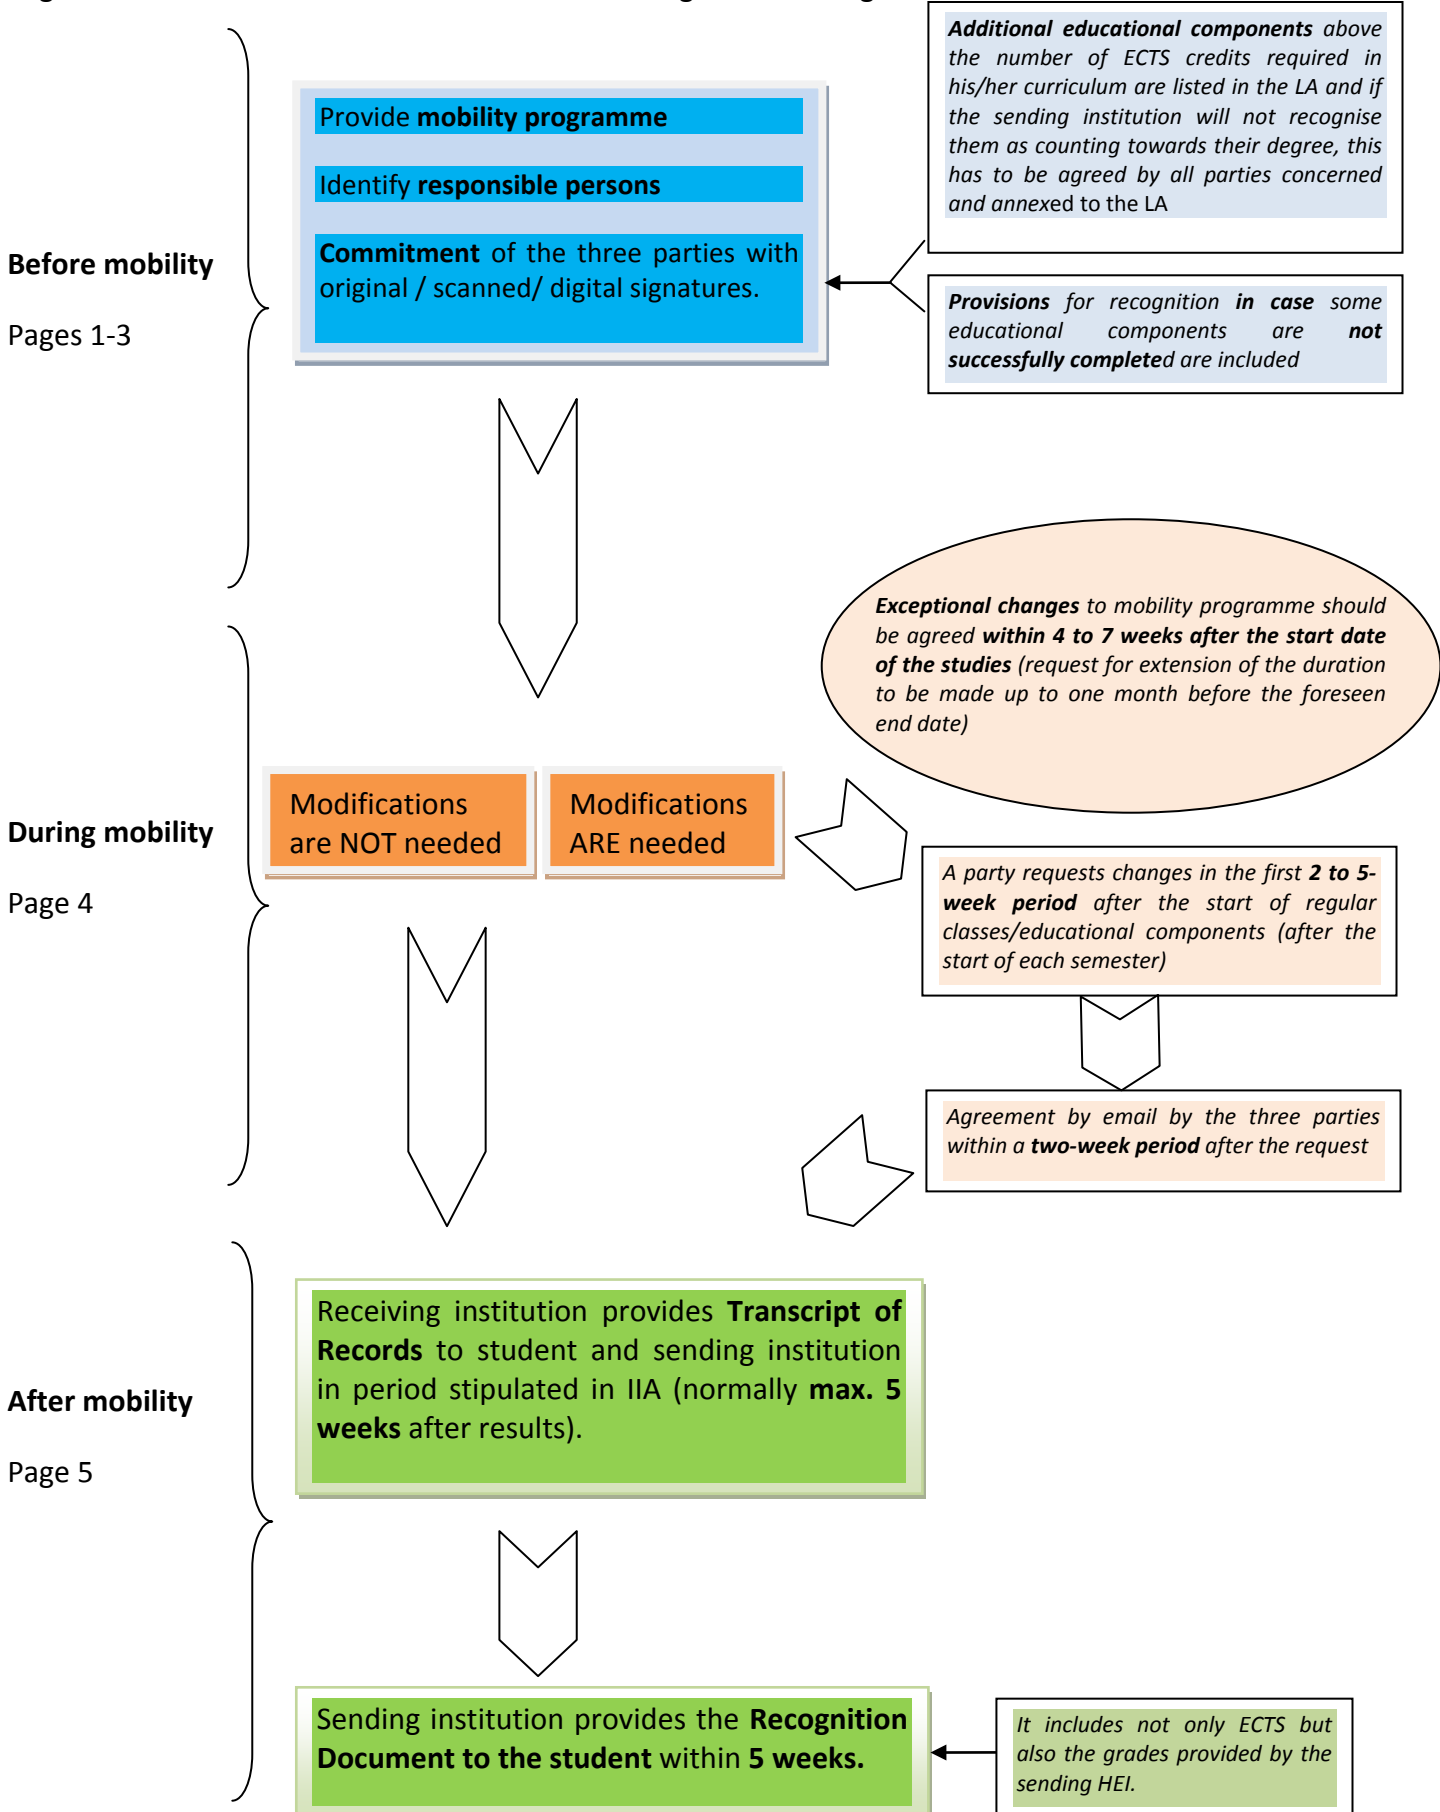 Additional educational components above
the number of ECTS credits required in
his/her curriculum are listed in the LA and if
the sending institution will not recognise
them as counting towards their degree, this
has to be agreed by all parties concerned
and annexed to the LA
Provide mobility programme
Identify responsible persons
Commitment of the three parties with
original / scanned/ digital signatures.
Before mobility
Pages 1-3
Provisions for recognition in case some
educational components are not
successfully completed are included
Exceptional changes to mobility programme should
be agreed within 4 to 7 weeks after the start date
of the studies (request for extension of the duration
to be made up to one month before the foreseen
end date)
During mobility
Page 4
Modifications
are NOT needed
Modifications
ARE needed
A party requests changes in the first 2 to 5-
week period after the start of regular
classes/educational components (after the
start of each semester)
Agreement by email by the three parties
within a two-week period after the request
After mobility
Page 5
Receiving institution provides Transcript of
Records to student and sending institution
in period stipulated in IIA (normally max. 5
weeks after results).
Sending institution provides the Recognition
Document to the student within 5 weeks.
It includes not only ECTS but
also the grades provided by the
sending HEI.